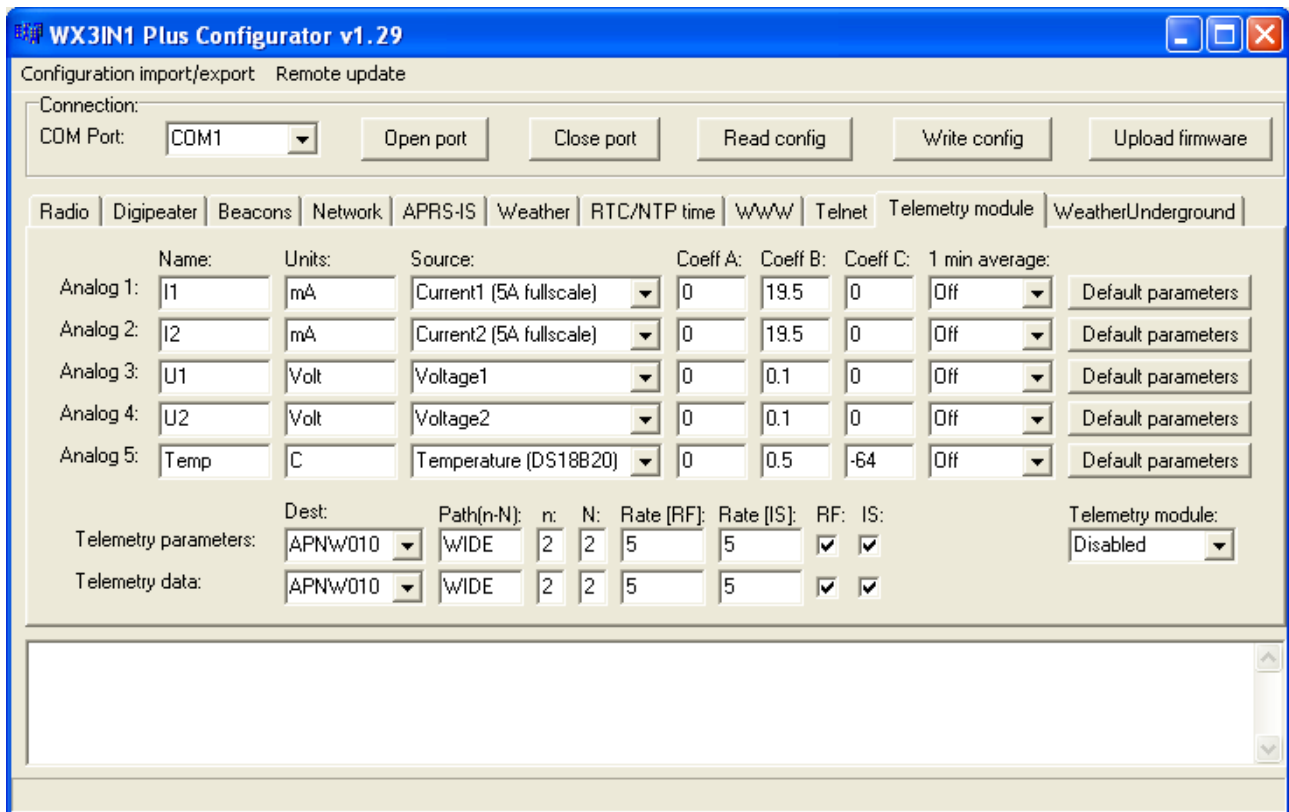 WX3IN1 Plus Configurator v1.29
Configuration import/export Remote update
Connection:
COM Port: COM1 Open port Close port Read config Write config Upload firmware
Radio Digipeater Beacons Network APRS-IS Weather RTC/NTP time WWW Telnet Telemetry module WeatherUnderground
Name: Units: Source: Coeff A: Coeff B: Coeff C: 1 min average:
Analog 1: I1 mA Current1 (5A fullscale) 0 19.5 0 Off Default parameters
Analog 2: I2 mA Current2 (5A fullscale) 0 19.5 0 Off Default parameters
Analog 3: U1 Volt Voltage1 0 0.1 0 Off Default parameters
Analog 4: U2 Volt Voltage2 0 0.1 0 Off Default parameters
Analog 5: Temp C Temperature (DS18B20) 0 0.5 -64 Off Default parameters
Dest: Path(n-N): n: N: Rate [RF]: Rate [IS]: RF: IS: Telemetry module:
Telemetry parameters: APNW010 WIDE 2 2 5 5 Disabled
Telemetry data: APNW010 WIDE 2 2 5 5